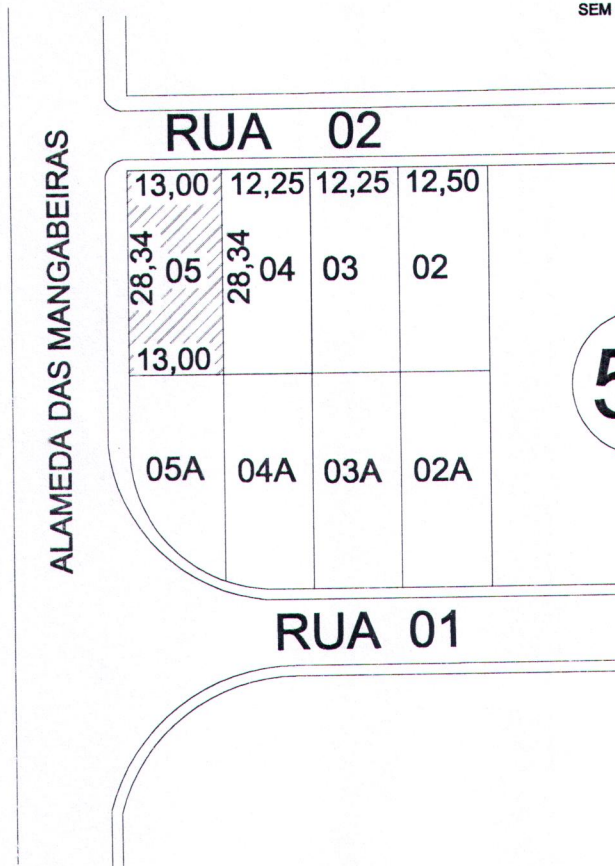 SEM
RUA 02
ALAMEDA DAS MANGABEIRAS
13,00 12,25 12,25 12,50
28,34 05 28,34 04 03 02
13,00
5
05A 04A 03A 02A
RUA 01